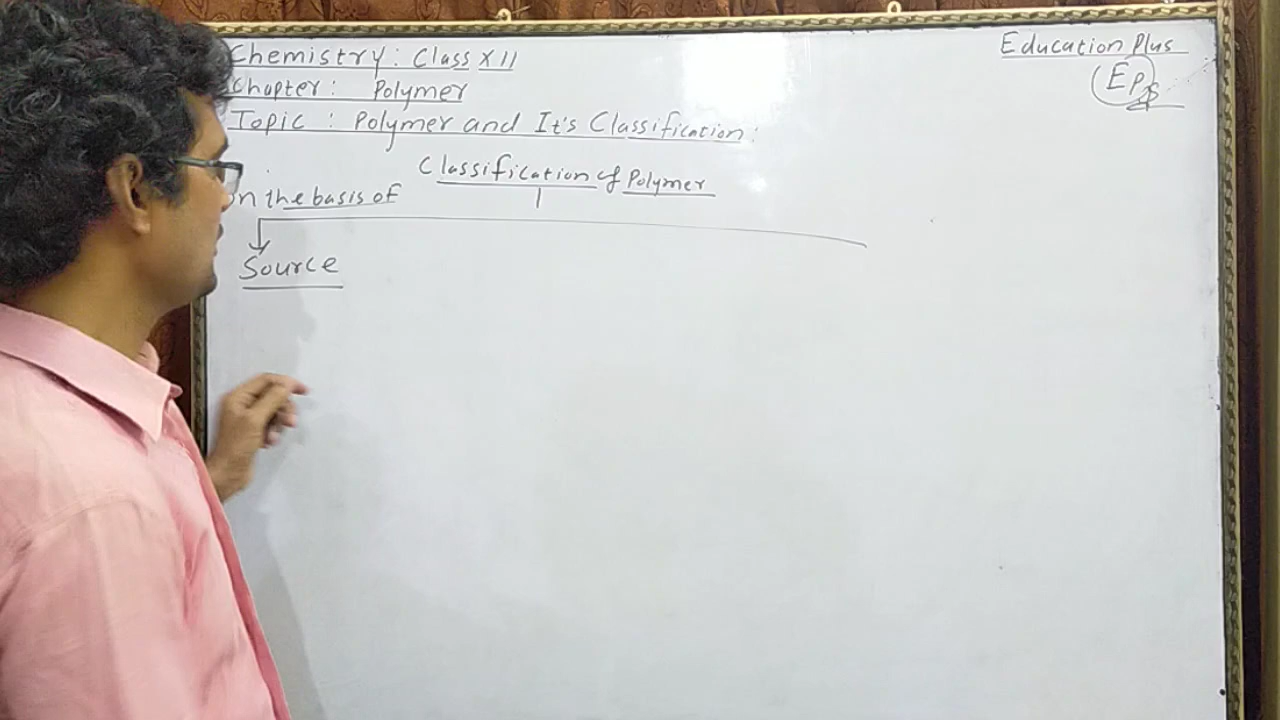 Chemistry: Class XII
Chapter: Polymer
Topic: Polymer and It's Classification:
Classification of Polymer
on the basis of
Source
Education Plus
EP